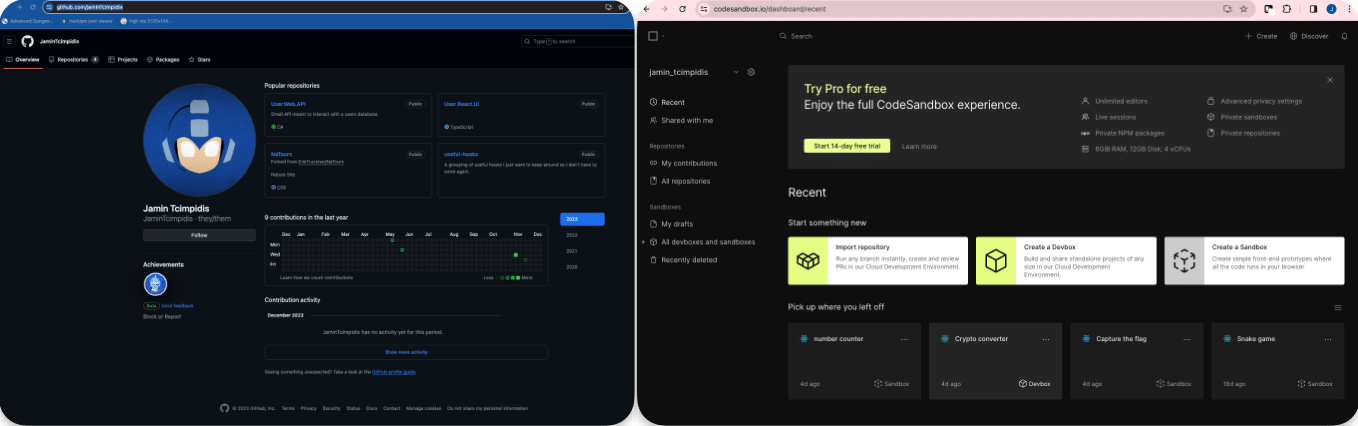 github.com/jamintcimpidis
Advanced Dunge...
hackjam json viewer
JaminTcimpidis
Type / to search
Overview
Repositories 4
Projects
Packages
Stars
Popular repositories
User.Web.API Public
Small API meant to interact with a users database
C#
User.React.UI Public
TypeScript
NaTours Public
Forked from ErikTruckie/NaTours
Nature Site
CSS
useful-hooks Public
A grouping of useful hooks I just want to keep around so I don't have to
solve again.
Jamin Tcimpidis
JaminTcimpidis · they/them
Follow
Achievements
Beta Send feedback
Block or Report
9 contributions in the last year
2023
2022
2021
2020
Dec Jan Feb Mar Apr May Jun Jul Aug Sep Oct Nov Dec
Mon
Wed
Fri
Learn how we count contributions
Less More
Contribution activity
December 2023
JaminTcimpidis has no activity yet for this period.
Show more activity
Seeing something unexpected? Take a look at the GitHub profile guide.
© 2023 GitHub, Inc. Terms Privacy Security Status Docs Contact Manage cookies Do not share my personal information
codesandbox.io/dashboard/recent
J
Search
Create
Discover
jamin_tcimpidis
Recent
Shared with me
Repositories
My contributions
All repositories
Sandboxes
My drafts
All devboxes and sandboxes
Recently deleted
Try Pro for free
Enjoy the full CodeSandbox experience.
Start 14-day free trial
Learn more
Unlimited editors
Live sessions
npm Private NPM packages
8GiB RAM, 12GB Disk, 4 vCPUs
Advanced privacy settings
Private sandboxes
Private repositories
Recent
Start something new
Import repository
Run any branch instantly, create and review
PRs in our Cloud Development Environment.
Create a Devbox
Build and share standalone projects of any
size in our Cloud Development
Environment.
Create a Sandbox
Create simple front-end prototypes where
all the code runs in your browser
Pick up where you left off
number counter ...
4d ago Sandbox
Crypto converter ...
4d ago Devbox
Capture the flag ...
4d ago Sandbox
Snake game ...
18d ago Sandbox